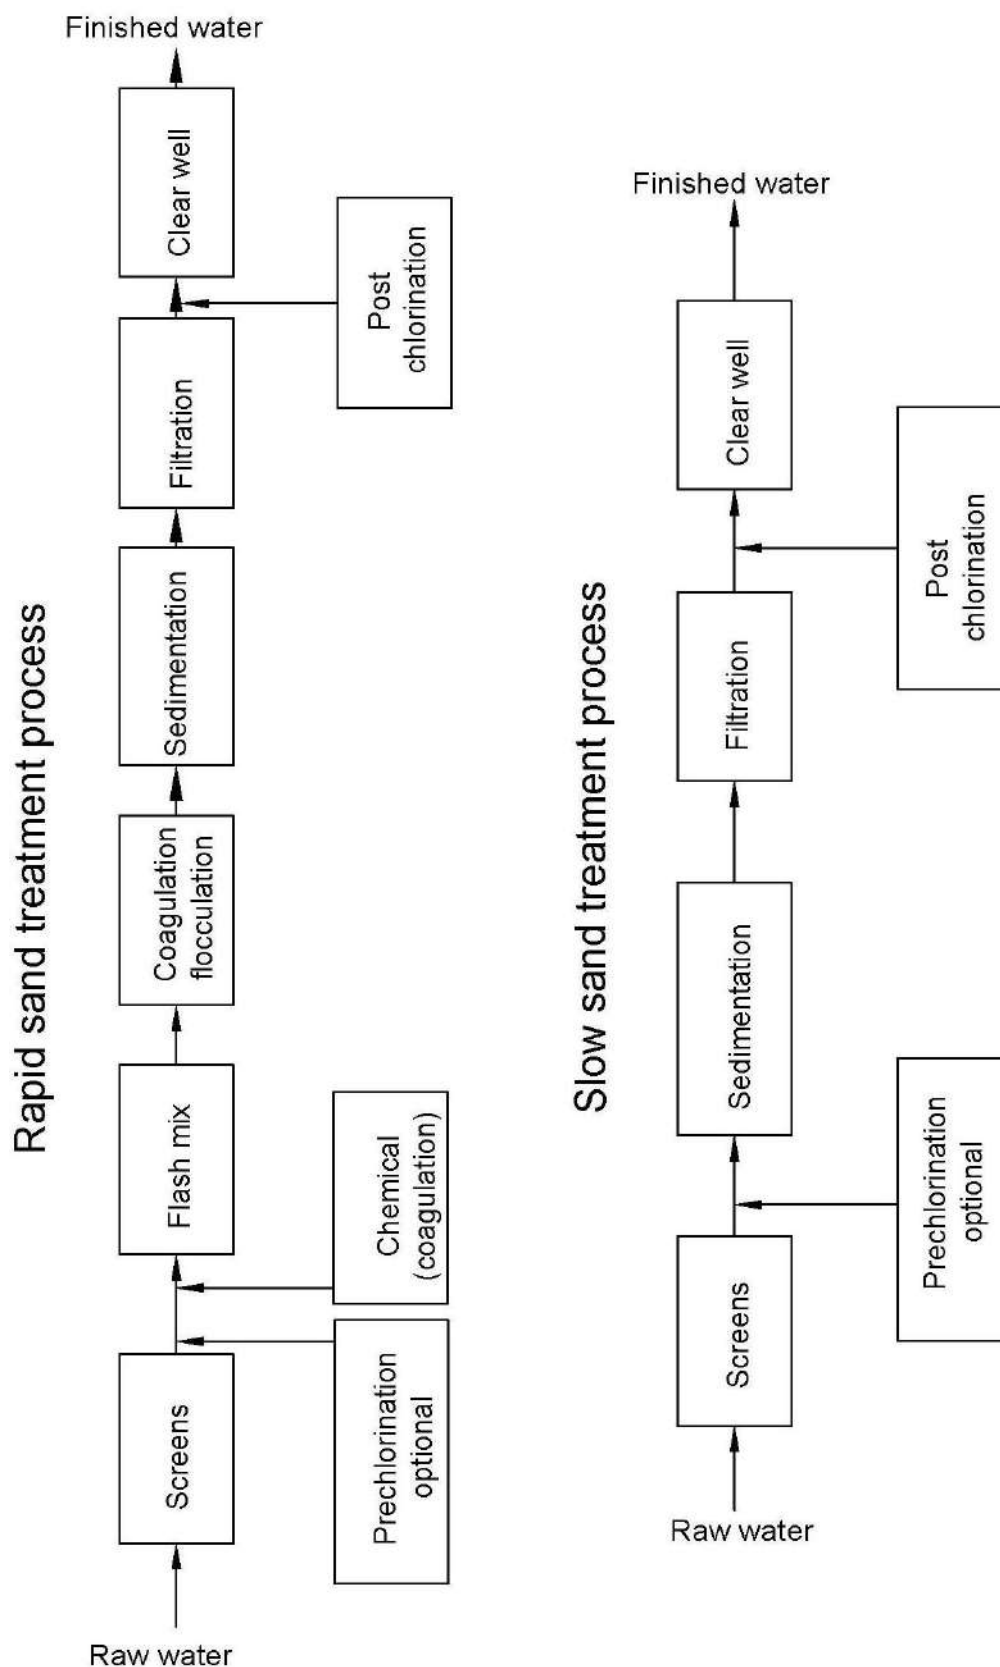 Rapid sand treatment process
Raw water
Screens
Prechlorination
optional
Chemical
(coagulation)
Flash mix
Coagulation
flocculation
Sedimentation
Filtration
Post
chlorination
Clear well
Finished water
Slow sand treatment process
Raw water
Screens
Prechlorination
optional
Sedimentation
Filtration
Post
chlorination
Clear well
Finished water